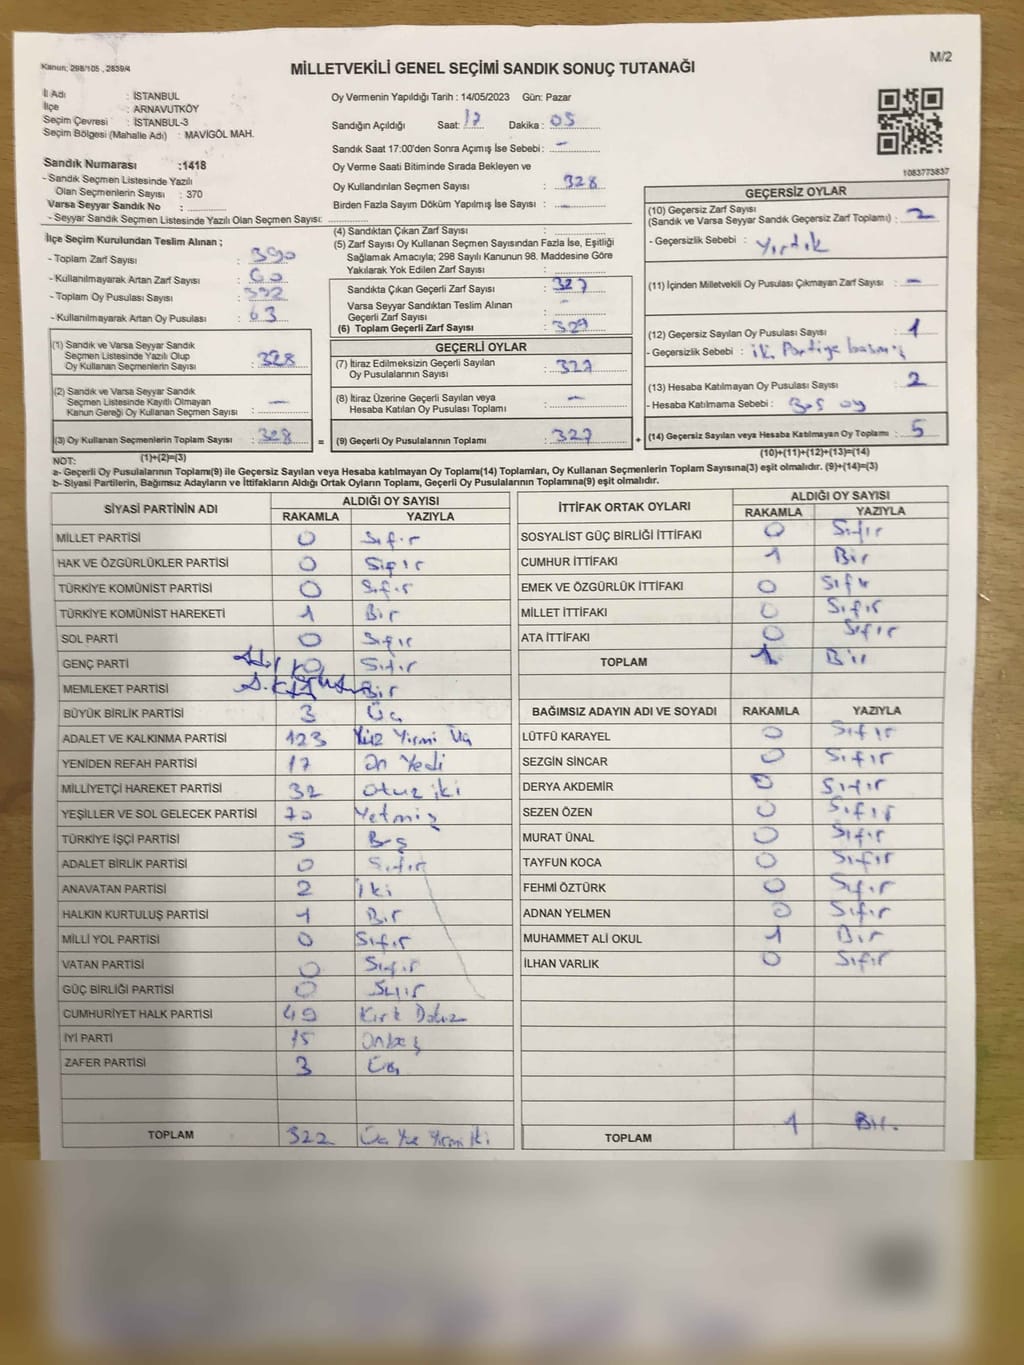 M/2
Kanun; 298/105 , 2839/4
MİLLETVEKİLİ GENEL SEÇİMİ SANDIK SONUÇ TUTANAĞI
İl Adı : İSTANBUL
İlçe : ARNAVUTKÖY
Seçim Çevresi : İSTANBUL-3
Seçim Bölgesi (Mahalle Adı) : MAVİGÖL MAH.
Sandık Numarası :1418
- Sandık Seçmen Listesinde Yazılı
Olan Seçmenlerin Sayısı : 370
Varsa Seyyar Sandık No :
- Seyyar Sandık Seçmen Listesinde Yazılı Olan Seçmen Sayısı:
Oy Vermenin Yapıldığı Tarih : 14/05/2023 Gün: Pazar
Sandığın Açıldığı Saat: 17 Dakika : 05
Sandık Saat 17:00'den Sonra Açımış İse Sebebi : -
Oy Verme Saati Bitiminde Sırada Bekleyen ve
Oy Kullandırılan Seçmen Sayısı : 328
Birden Fazla Sayım Döküm Yapılmış İse Sayısı : -
1083773837
İlçe Seçim Kurulundan Teslim Alınan ;
- Toplam Zarf Sayısı : 390
- Kullanılmayarak Artan Zarf Sayısı : 60
- Toplam Oy Pusulası Sayısı : 392
- Kullanılmayarak Artan Oy Pusulası : 63
(1) Sandık ve Varsa Seyyar Sandık
Seçmen Listesinde Yazılı Olup
Oy Kullanan Seçmenlerin Sayısı : 328
(2) Sandık ve Varsa Seyyar Sandık
Seçmen Listesinde Kayıtlı Olmayan
Kanun Gereği Oy Kullanan Seçmen Sayısı : -
(3) Oy Kullanan Seçmenlerin Toplam Sayısı : 328
(1)+(2)=(3)
(4) Sandıktan Çıkan Zarf Sayısı :
(5) Zarf Sayısı Oy Kullanan Seçmen Sayısından Fazla İse, Eşitliği
Sağlamak Amacıyla; 298 Sayılı Kanunun 98. Maddesine Göre
Yakılarak Yok Edilen Zarf Sayısı :
Sandıkta Çıkan Geçerli Zarf Sayısı : 327
Varsa Seyyar Sandıktan Teslim Alınan
Geçerli Zarf Sayısı : -
(6) Toplam Geçerli Zarf Sayısı : 327
GEÇERLİ OYLAR
(7) İtiraz Edilmeksizin Geçerli Sayılan
Oy Pusulalarının Sayısı : 327
(8) İtiraz Üzerine Geçerli Sayılan veya
Hesaba Katılan Oy Pusulası Toplamı : -
= (9) Geçerli Oy Pusulalarının Toplamı : 327
GEÇERSİZ OYLAR
(10) Geçersiz Zarf Sayısı
(Sandık ve Varsa Seyyar Sandık Geçersiz Zarf Toplamı) : 2
- Geçersizlik Sebebi : Yırtık
(11) İçinden Milletvekili Oy Pusulası Çıkmayan Zarf Sayısı : -
(12) Geçersiz Sayılan Oy Pusulası Sayısı : 1
- Geçersizlik Sebebi : iki Partiye basmış
(13) Hesaba Katılmayan Oy Pusulası Sayısı : 2
- Hesaba Katılmama Sebebi : Boş oy
+ (14) Geçersiz Sayılan veya Hesaba Katılmayan Oy Toplamı : 5
(10)+(11)+(12)+(13)=(14)
NOT:
a- Geçerli Oy Pusulalarının Toplamı(9) ile Geçersiz Sayılan veya Hesaba katılmayan Oy Toplamı(14) Toplamları, Oy Kullanan Seçmenlerin Toplam Sayısına(3) eşit olmalıdır. (9)+(14)=(3)
b- Siyasi Partilerin, Bağımsız Adayların ve İttifakların Aldığı Ortak Oyların Toplamı, Geçerli Oy Pusulalarının Toplamına(9) eşit olmalıdır.
SİYASİ PARTİNİN ADI ALDIĞI OY SAYISI
RAKAMLA YAZIYLA
MİLLET PARTİSİ 0 Sıfır
HAK VE ÖZGÜRLÜKLER PARTİSİ 0 Sıfır
TÜRKİYE KOMÜNİST PARTİSİ 0 Sıfır
TÜRKİYE KOMÜNİST HAREKETİ 1 Bir
SOL PARTİ 0 Sıfır
GENÇ PARTİ 0 Sıfır
MEMLEKET PARTİSİ Bir
BÜYÜK BİRLİK PARTİSİ 3 Üç
ADALET VE KALKINMA PARTİSİ 123 Yüz Yirmi Üç
YENİDEN REFAH PARTİSİ 17 On Yedi
MİLLİYETÇİ HAREKET PARTİSİ 32 Otuz iki
YEŞİLLER VE SOL GELECEK PARTİSİ 70 Yetmiş
TÜRKİYE İŞÇİ PARTİSİ 5 Beş
ADALET BİRLİK PARTİSİ 0 Sıfır
ANAVATAN PARTİSİ 2 İki
HALKIN KURTULUŞ PARTİSİ 1 Bir
MİLLİ YOL PARTİSİ 0 Sıfır
VATAN PARTİSİ 0 Sıfır
GÜÇ BİRLİĞİ PARTİSİ 0 Sıfır
CUMHURİYET HALK PARTİSİ 49 Kırk Dokuz
İYİ PARTİ 15 Onbeş
ZAFER PARTİSİ 3 Üç
TOPLAM 322 Üç Yüz Yirmi İki
İTTİFAK ORTAK OYLARI ALDIĞI OY SAYISI
RAKAMLA YAZIYLA
SOSYALİST GÜÇ BİRLİĞİ İTTİFAKI 0 Sıfır
CUMHUR İTTİFAKI 1 Bir
EMEK VE ÖZGÜRLÜK İTTİFAKI 0 Sıfır
MİLLET İTTİFAKI 0 Sıfır
ATA İTTİFAKI 0 Sıfır
TOPLAM 1 Bir
BAĞIMSIZ ADAYIN ADI VE SOYADI RAKAMLA YAZIYLA
LÜTFÜ KARAYEL 0 Sıfır
SEZGİN SİNCAR 0 Sıfır
DERYA AKDEMİR 0 Sıfır
SEZEN ÖZEN 0 Sıfır
MURAT ÜNAL 0 Sıfır
TAYFUN KOCA 0 Sıfır
FEHMİ ÖZTÜRK 0 Sıfır
ADNAN YELMEN 0 Sıfır
MUHAMMET ALİ OKUL 1 Bir
İLHAN VARLIK 0 Sıfır
TOPLAM 1 Bir.